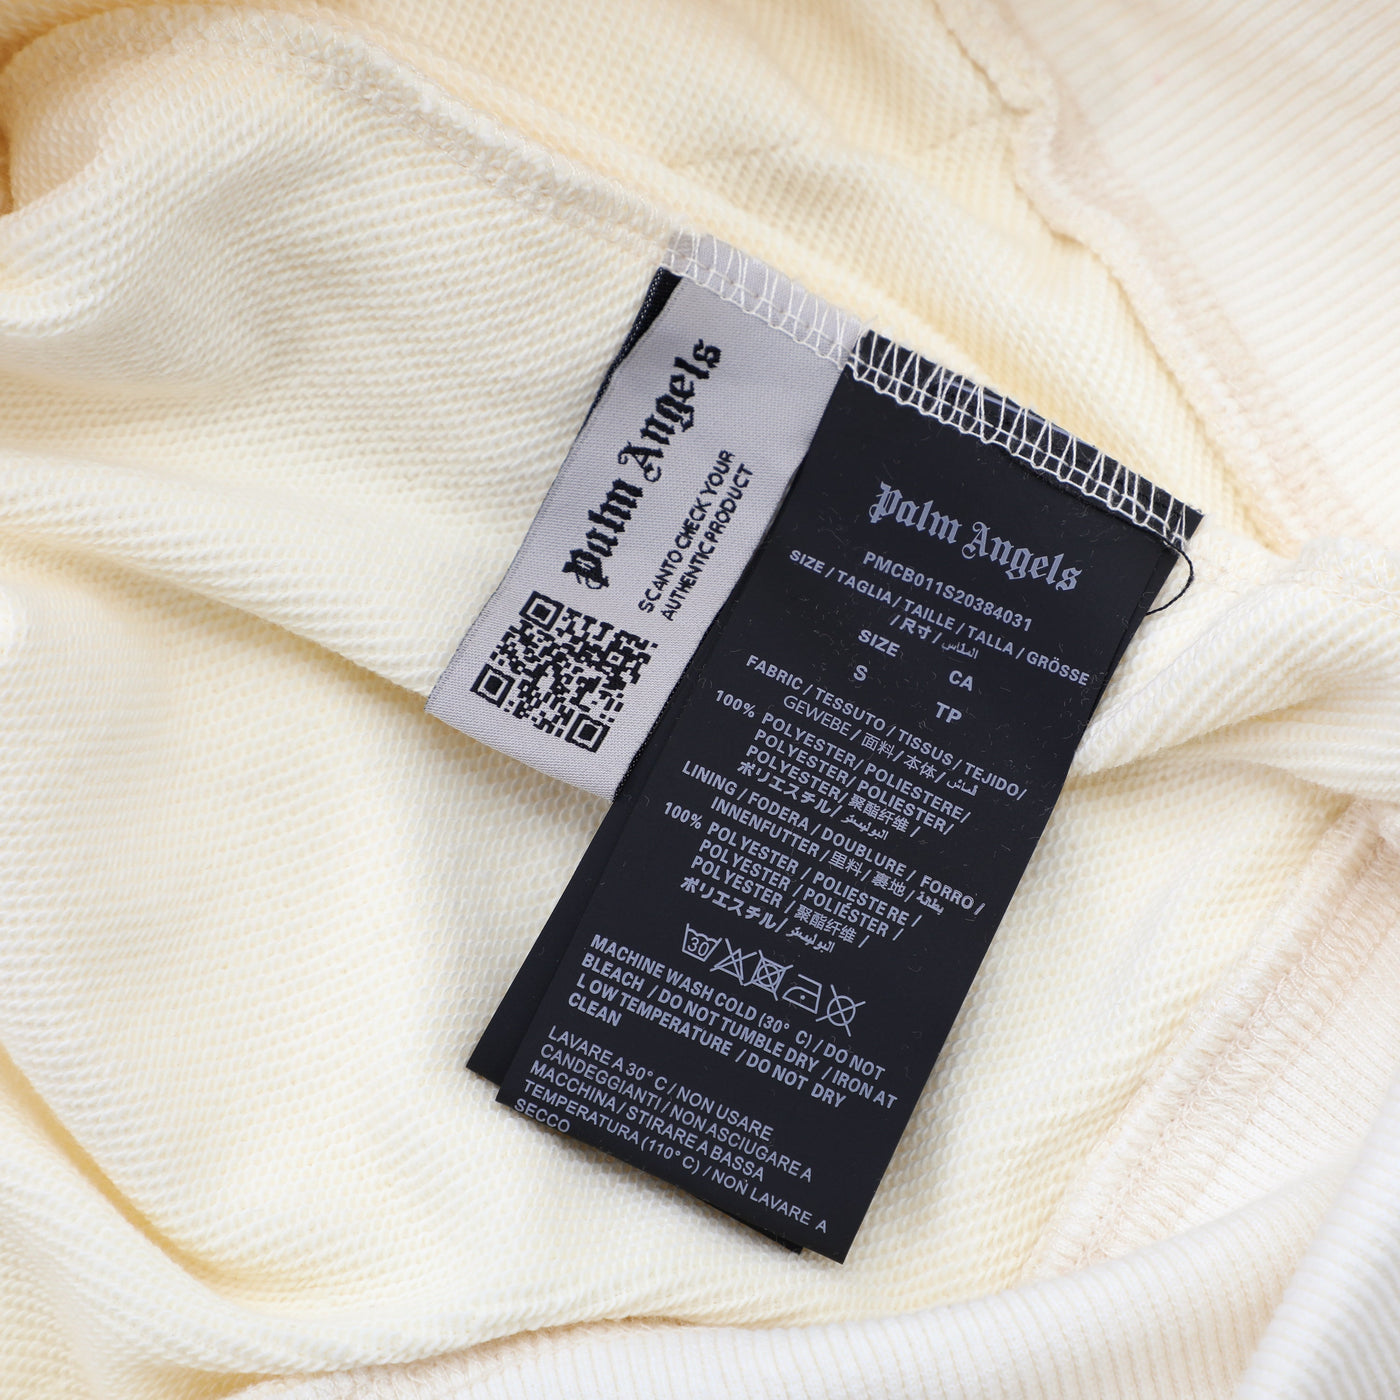 Palm Angels
SCAN TO CHECK YOUR
AUTHENTIC PRODUCT
Palm Angels
PMCB011S20384031
SIZE / TAGLIA / TAILLE / TALLA / GRÖSSE
/ 尺寸 / المقاس
SIZE CA
S TP
FABRIC / TESSUTO / TISSUS / TEJIDO/
GEWEBE / 面料 / 本体 / قماش /
100% POLYESTER/ POLIESTERE/
POLYESTER/ POLIESTER/
POLYESTER/ 聚酯纤维 /
ポリエスチル/ البوليستر
LINING / FODERA / DOUBLURE / FORRO /
INNENFUTTER / 里料 / 裏地 / بطانة
100% POLYESTER / POLIESTERE /
POLYESTER / POLIÉSTER /
POLYESTER / 聚酯纤维 /
ポリエスチル/ البوليستر
30
MACHINE WASH COLD (30° C) / DO NOT
BLEACH / DO NOT TUMBLE DRY / IRON AT
LOW TEMPERATURE / DO NOT DRY
CLEAN
LAVARE A 30° C / NON USARE
CANDEGGIANTI / NON ASCIUGARE A
MACCHINA / STIRARE A BASSA
TEMPERATURA (110° C) / NON LAVARE A
SECCO